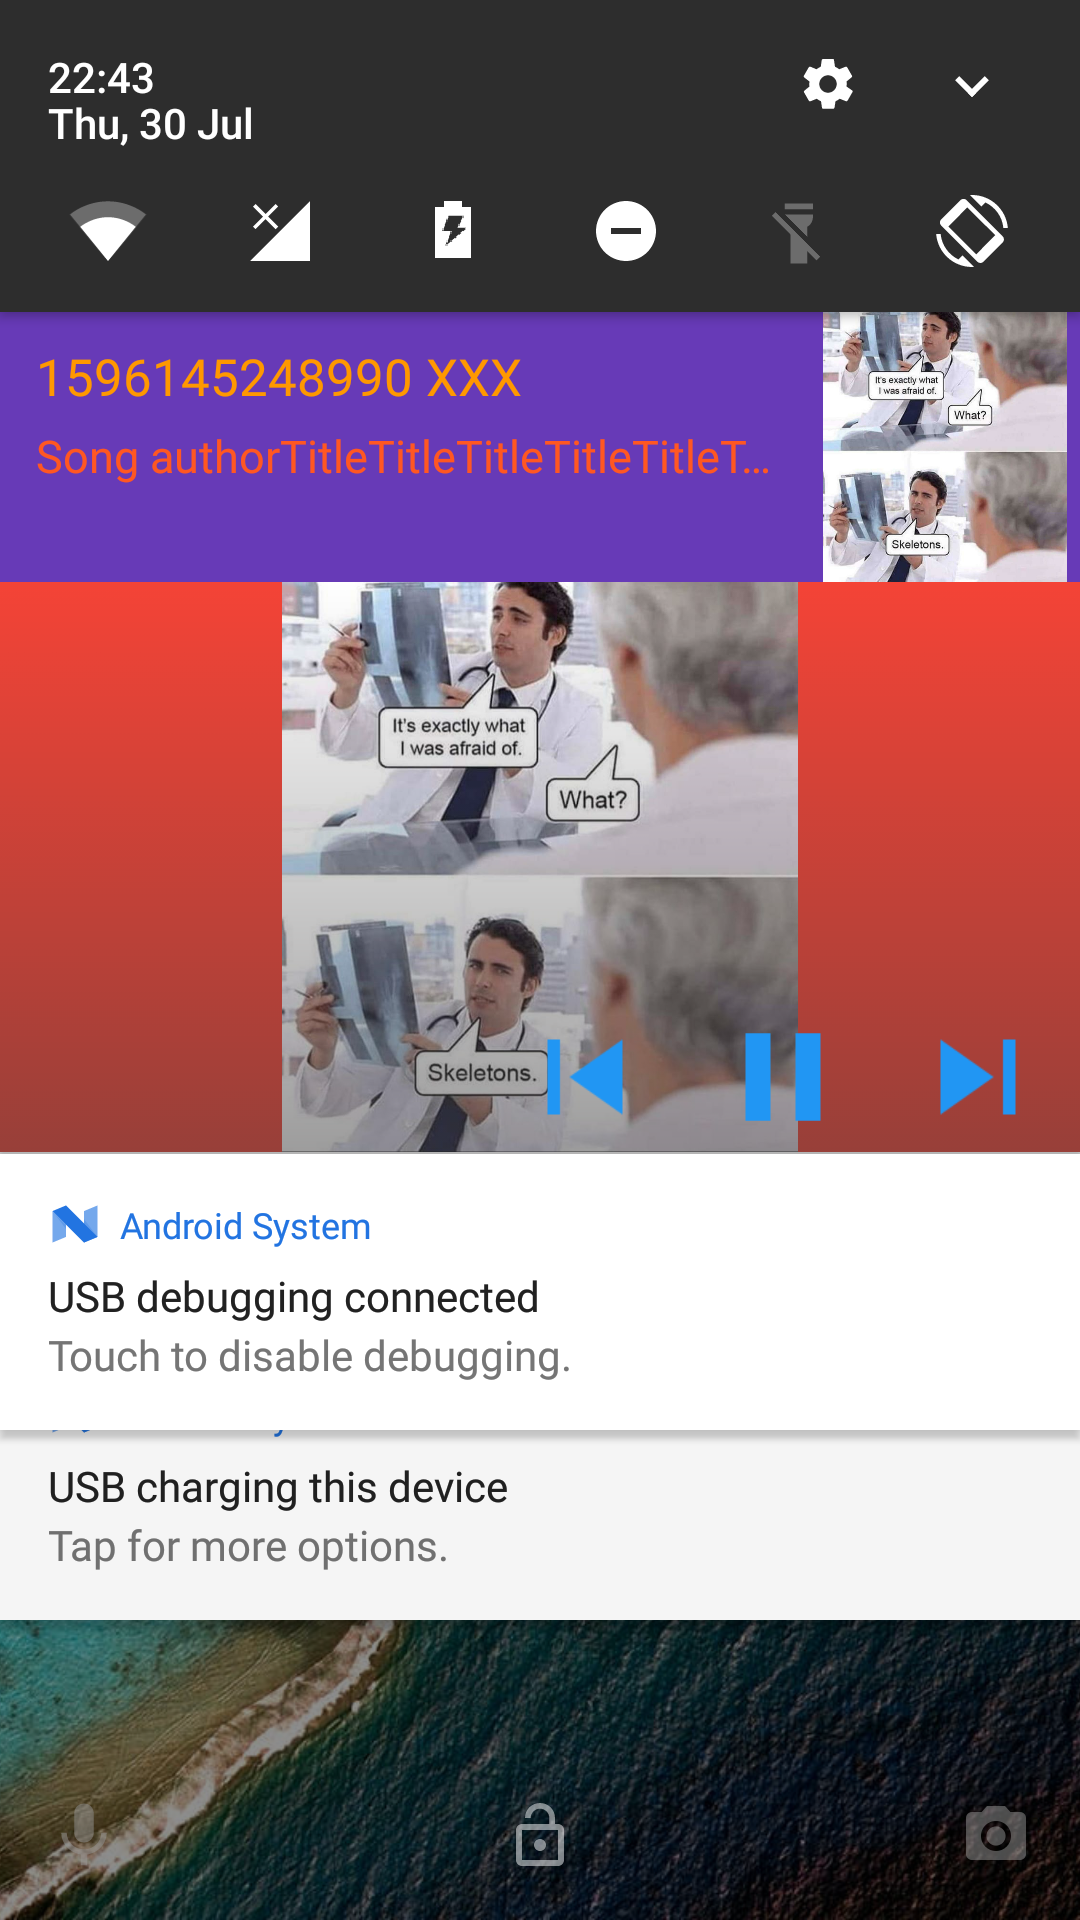 22:43
Thu, 30 Jul
1596145248990 XXX
Song authorTitleTitleTitleTitleTitleT...
It's exactly what
I was afraid of.
What?
Skeletons.
It's exactly what
I was afraid of.
What?
Skeletons.
Android System
USB debugging connected
Touch to disable debugging.
USB charging this device
Tap for more options.